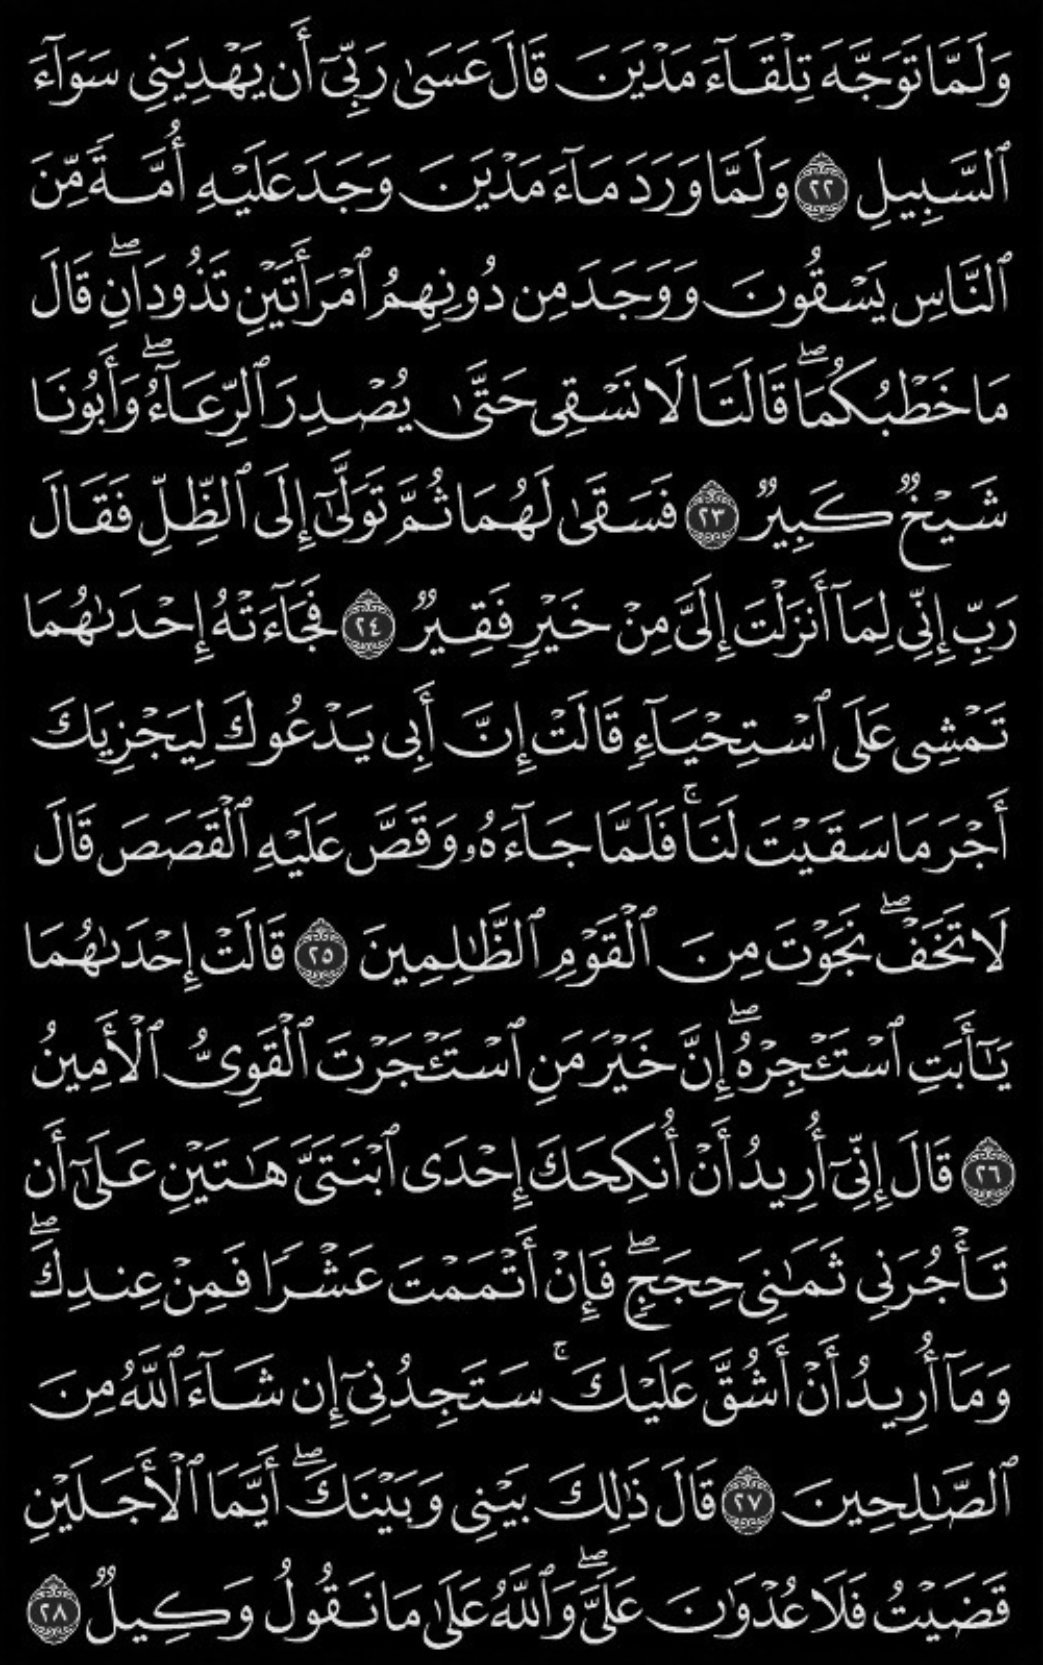 وَلَمَّا تَوَجَّهَ تِلْقَآءَ مَدْيَنَ قَالَ عَسَىٰ رَبِّىٓ أَن يَهْدِيَنِى سَوَآءَ
ٱلسَّبِيلِ ٢٢ وَلَمَّا وَرَدَ مَآءَ مَدْيَنَ وَجَدَ عَلَيْهِ أُمَّةً مِّنَ
ٱلنَّاسِ يَسْقُونَ وَوَجَدَ مِن دُونِهِمُ ٱمْرَأَتَيْنِ تَذُودَانِ ۖ قَالَ
مَا خَطْبُكُمَا ۖ قَالَتَا لَا نَسْقِى حَتَّىٰ يُصْدِرَ ٱلرِّعَآءُ ۖ وَأَبُونَا
شَيْخٌ كَبِيرٌ ٢٣ فَسَقَىٰ لَهُمَا ثُمَّ تَوَلَّىٰٓ إِلَى ٱلظِّلِّ فَقَالَ
رَبِّ إِنِّى لِمَآ أَنزَلْتَ إِلَىَّ مِنْ خَيْرٍ فَقِيرٌ ٢٤ فَجَآءَتْهُ إِحْدَىٰهُمَا
تَمْشِى عَلَى ٱسْتِحْيَآءٍ قَالَتْ إِنَّ أَبِى يَدْعُوكَ لِيَجْزِيَكَ
أَجْرَ مَا سَقَيْتَ لَنَا ۚ فَلَمَّا جَآءَهُۥ وَقَصَّ عَلَيْهِ ٱلْقَصَصَ قَالَ
لَا تَخَفْ ۖ نَجَوْتَ مِنَ ٱلْقَوْمِ ٱلظَّٰلِمِينَ ٢٥ قَالَتْ إِحْدَىٰهُمَا
يَٰٓأَبَتِ ٱسْتَـْٔجِرْهُ ۖ إِنَّ خَيْرَ مَنِ ٱسْتَـْٔجَرْتَ ٱلْقَوِىُّ ٱلْأَمِينُ
٢٦ قَالَ إِنِّىٓ أُرِيدُ أَنْ أُنكِحَكَ إِحْدَى ٱبْنَتَىَّ هَٰتَيْنِ عَلَىٰٓ أَن
تَأْجُرَنِى ثَمَٰنِىَ حِجَجٍ ۖ فَإِنْ أَتْمَمْتَ عَشْرًا فَمِنْ عِندِكَ ۖ
وَمَآ أُرِيدُ أَنْ أَشُقَّ عَلَيْكَ ۚ سَتَجِدُنِىٓ إِن شَآءَ ٱللَّهُ مِنَ
ٱلصَّٰلِحِينَ ٢٧ قَالَ ذَٰلِكَ بَيْنِى وَبَيْنَكَ ۖ أَيَّمَا ٱلْأَجَلَيْنِ
قَضَيْتُ فَلَا عُدْوَٰنَ عَلَىَّ ۖ وَٱللَّهُ عَلَىٰ مَا نَقُولُ وَكِيلٌ ٢٨